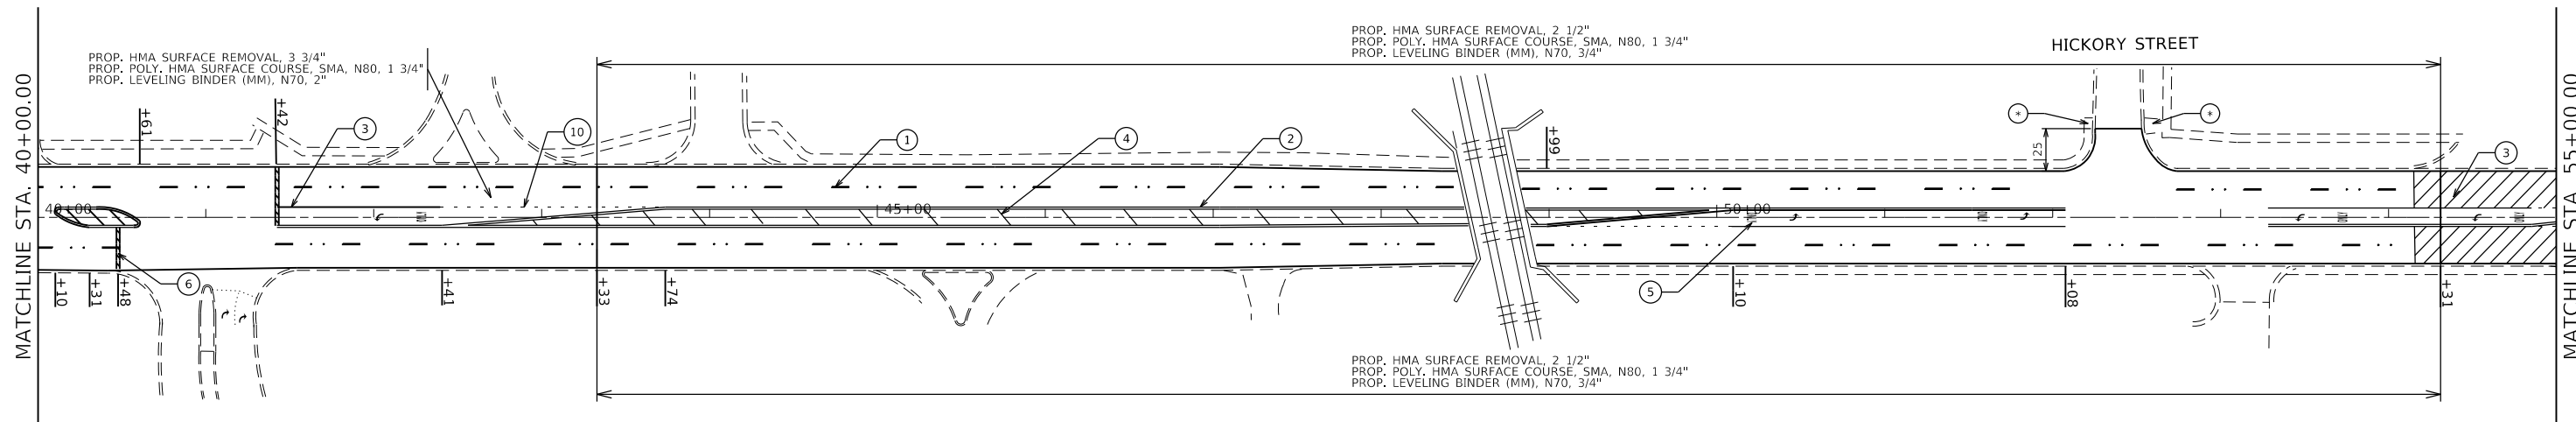 PROP. HMA SURFACE REMOVAL, 2 1/2"
PROP. POLY. HMA SURFACE COURSE, SMA, N80, 1 3/4"
PROP. LEVELING BINDER (MM), N70, 3/4"
HICKORY STREET
PROP. HMA SURFACE REMOVAL, 3 3/4"
PROP. POLY. HMA SURFACE COURSE, SMA, N80, 1 3/4"
PROP. LEVELING BINDER (MM), N70, 2"
MATCHLINE STA. 40+00.00
MATCHLINE STA. 55+00.00
+61
+42
3
10
1
4
2
+99
*
*
25
3
40+00
45+00
50+00
6
5
+10
+31
+48
+41
+33
+74
+10
+08
+31
PROP. HMA SURFACE REMOVAL, 2 1/2"
PROP. POLY. HMA SURFACE COURSE, SMA, N80, 1 3/4"
PROP. LEVELING BINDER (MM), N70, 3/4"